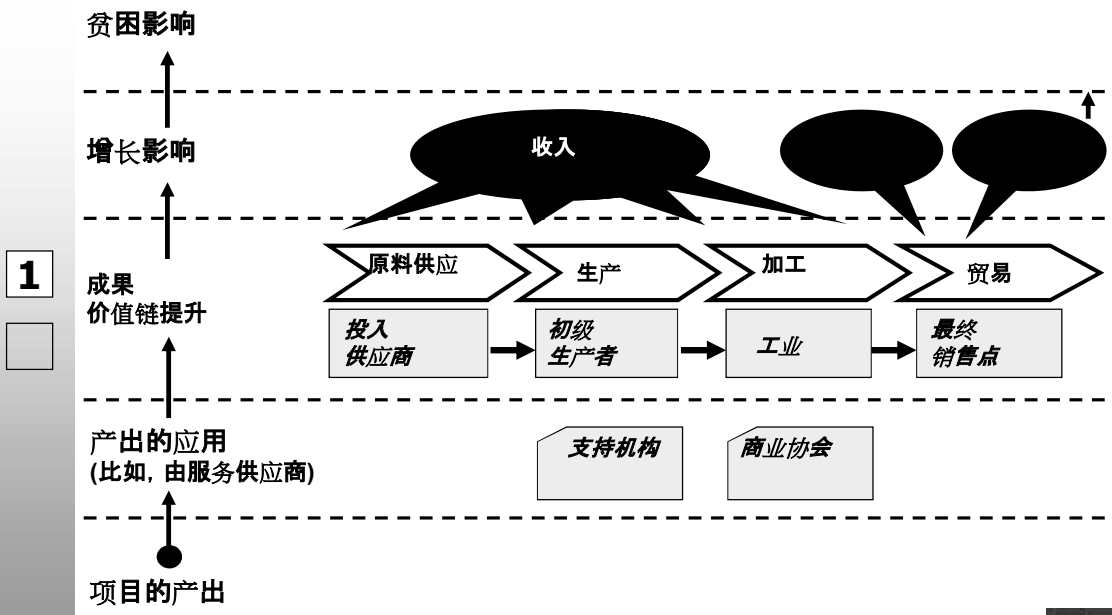 贫困影响
增长影响
收入
1
成果
价值链提升
原料供应
生产
加工
贸易
投入
供应商
初级
生产者
工业
最终
销售点
产出的应用
(比如, 由服务供应商)
支持机构
商业协会
项目的产出